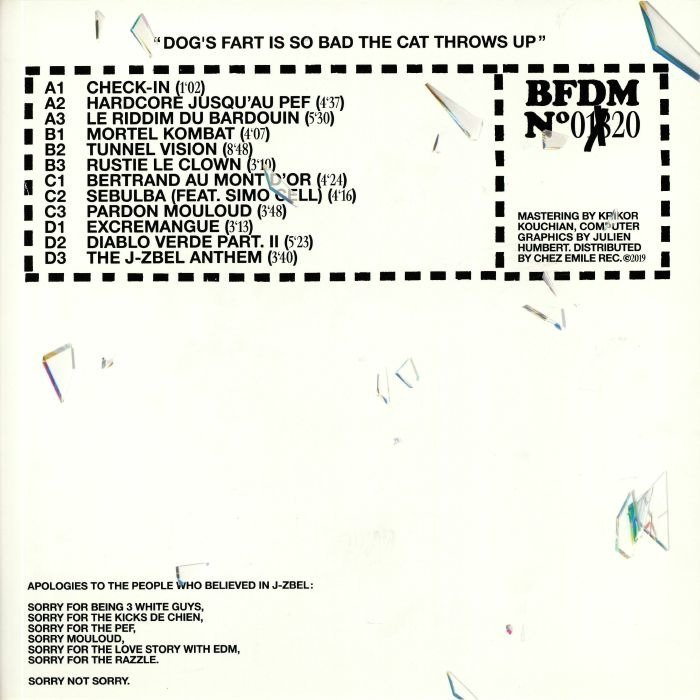 “DOG'S FART IS SO BAD THE CAT THROWS UP”
A1 CHECK-IN (1'02)
A2 HARDCORE JUSQU'AU PEF (4'37)
A3 LE RIDDIM DU BARDOUIN (5'30)
B1 MORTEL KOMBAT (4'07)
B2 TUNNEL VISION (8'48)
B3 RUSTIE LE CLOWN (3'19)
C1 BERTRAND AU MONT D'OR (4'24)
C2 SEBULBA (FEAT. SIMO CELL) (4'16)
C3 PARDON MOULOUD (3'48)
D1 EXCREMANGUE (3'13)
D2 DIABLO VERDE PART. II (5'23)
D3 THE J-ZBEL ANTHEM (3'40)
BFDM
Nº 20
MASTERING BY KRIKOR
KOUCHIAN, COMPUTER
GRAPHICS BY JULIEN
HUMBERT. DISTRIBUTED
BY CHEZ EMILE REC.©2019
APOLOGIES TO THE PEOPLE WHO BELIEVED IN J-ZBEL:
SORRY FOR BEING 3 WHITE GUYS,
SORRY FOR THE KICKS DE CHIEN,
SORRY FOR THE PEF,
SORRY MOULOUD,
SORRY FOR THE LOVE STORY WITH EDM,
SORRY FOR THE RAZZLE.
SORRY NOT SORRY.